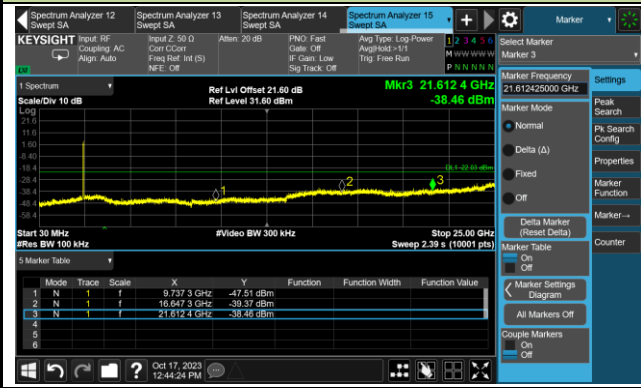 Spectrum Analyzer 12
Swept SA
Spectrum Analyzer 13
Swept SA
Spectrum Analyzer 14
Swept SA
Spectrum Analyzer 15
Swept SA
Marker
KEYSIGHT
Input: RF
Coupling: AC
Align: Auto
Input Z: 50 Ω
Corr CCorr
Freq Ref: Int (S)
NFE: Off
Atten: 20 dB
PNO: Fast
Gate: Off
IF Gain: Low
Sig Track: Off
Avg Type: Log-Power
Avg|Hold:>1/1
Trig: Free Run
1 2 3 4 5 6
M W W W W W
P N N N N N
Select Marker
Marker 3
1 Spectrum
Scale/Div 10 dB
Ref Lvl Offset 21.60 dB
Ref Level 31.60 dBm
Mkr3 21.612 4 GHz
-38.46 dBm
Log
21.6
11.6
1.60
-8.40
-18.4
-28.4
-38.4
-48.4
-58.4
DL1 -22.03 dBm
1
2
3
Start 30 MHz
#Res BW 100 kHz
#Video BW 300 kHz
Stop 25.00 GHz
Sweep 2.39 s (10001 pts)
5 Marker Table
Mode Trace Scale X Y Function Function Width Function Value
1 N 1 f 9.737 3 GHz -47.51 dBm
2 N 1 f 16.647 3 GHz -39.37 dBm
3 N 1 f 21.612 4 GHz -38.46 dBm
4
5
6
Marker Frequency
21.612425000 GHz
Marker Mode
Normal
Delta (Δ)
Fixed
Off
Delta Marker
(Reset Delta)
Marker Table
On
Off
Marker Settings
Diagram
All Markers Off
Couple Markers
On
Off
Settings
Peak
Search
Pk Search
Config
Properties
Marker
Function
Marker→
Counter
?
Oct 17, 2023
12:44:24 PM